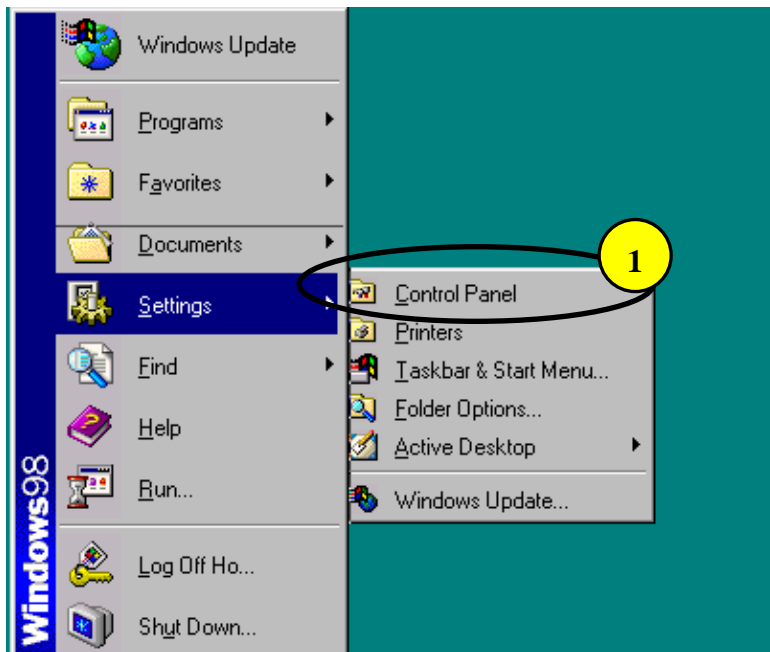 Windows Update
Programs
Favorites
Documents
Settings
Find
Help
Run...
Log Off Ho...
Shut Down...
Windows98
1
Control Panel
Printers
Taskbar & Start Menu...
Folder Options...
Active Desktop
Windows Update...